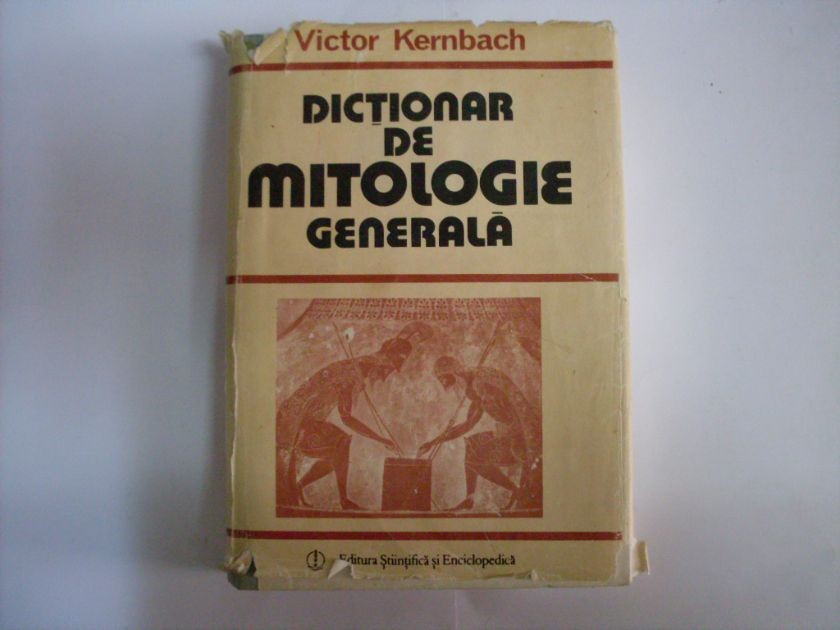 Victor Kernbach
DICȚIONAR
DE
MITOLOGIE
GENERALĂ
Editura Științifică și Enciclopedică